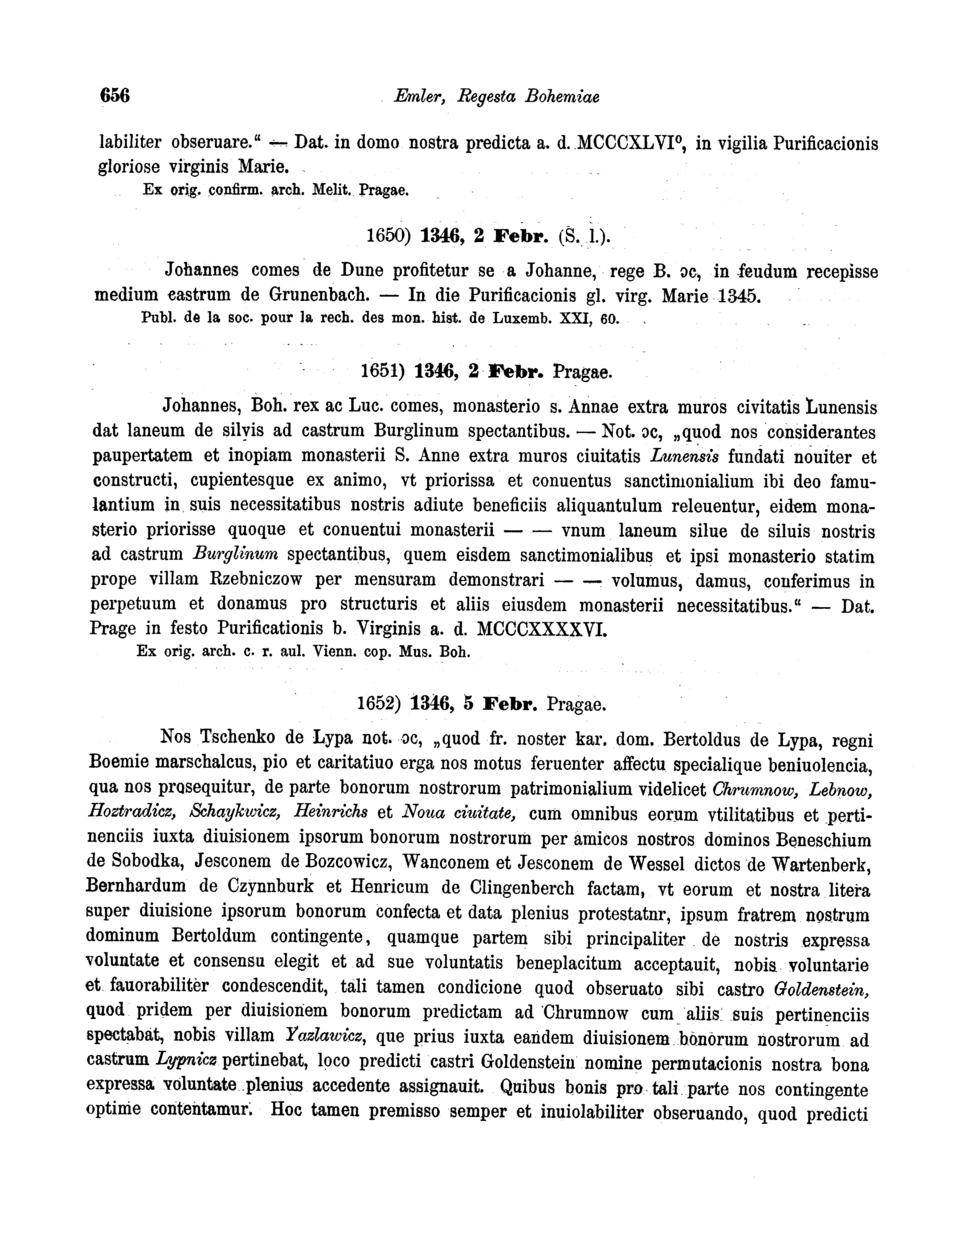 656 Emler, Regesta Bohemiae
labiliter obseruare.“ — Dat. in domo nostra predicta a. d. MCCCXLVI⁰, in vigilia Purificacionis
gloriose virginis Marie.
Ex orig. confirm. arch. Melit. Pragae.
1650) 1346, 2 Febr. (S. l.).
Johannes comes de Dune profitetur se a Johanne, rege B. ɔc, in feudum recepisse
medium castrum de Grunenbach. — In die Purificacionis gl. virg. Marie 1345.
Publ. de la soc. pour la rech. des mon. hist. de Luxemb. XXI, 60.
1651) 1346, 2 Febr. Pragae.
Johannes, Boh. rex ac Luc. comes, monasterio s. Annae extra muros civitatis Lunensis
dat laneum de silvis ad castrum Burglinum spectantibus. — Not. ɔc, „quod nos considerantes
paupertatem et inopiam monasterii S. Anne extra muros ciuitatis Lunensis fundati nouiter et
constructi, cupientesque ex animo, vt priorissa et conuentus sanctimonialium ibi deo famu-
lantium in suis necessitatibus nostris adiute beneficiis aliquantulum releuentur, eidem mona-
sterio priorisse quoque et conuentui monasterii — — vnum laneum silue de siluis nostris
ad castrum Burglinum spectantibus, quem eisdem sanctimonialibus et ipsi monasterio statim
prope villam Rzebniczow per mensuram demonstrari — — volumus, damus, conferimus in
perpetuum et donamus pro structuris et aliis eiusdem monasterii necessitatibus.“ — Dat.
Prage in festo Purificationis b. Virginis a. d. MCCCXXXXVI.
Ex orig. arch. c. r. aul. Vienn. cop. Mus. Boh.
1652) 1346, 5 Febr. Pragae.
Nos Tschenko de Lypa not. ɔc, „quod fr. noster kar. dom. Bertoldus de Lypa, regni
Boemie marschalcus, pio et caritatiuo erga nos motus feruenter affectu specialique beniuolencia,
qua nos prosequitur, de parte bonorum nostrorum patrimonialium videlicet Chrumnow, Lebnow,
Hoztradicz, Schaykwicz, Heinrichs et Noua ciuitate, cum omnibus eorum vtilitatibus et perti-
nenciis iuxta diuisionem ipsorum bonorum nostrorum per amicos nostros dominos Beneschium
de Sobodka, Jesconem de Bozcowicz, Wanconem et Jesconem de Wessel dictos de Wartenberk,
Bernhardum de Czynnburk et Henricum de Clingenberch factam, vt eorum et nostra litera
super diuisione ipsorum bonorum confecta et data plenius protestatnr, ipsum fratrem nostrum
dominum Bertoldum contingente, quamque partem sibi principaliter de nostris expressa
voluntate et consensu elegit et ad sue voluntatis beneplacitum acceptauit, nobis voluntarie
et fauorabiliter condescendit, tali tamen condicione quod obseruato sibi castro Goldenstein,
quod pridem per diuisionem bonorum predictam ad Chrumnow cum aliis suis pertinenciis
spectabat, nobis villam Yazlawicz, que prius iuxta eandem diuisionem bonorum nostrorum ad
castrum Lypnicz pertinebat, loco predicti castri Goldenstein nomine permutacionis nostra bona
expressa voluntate plenius accedente assignauit. Quibus bonis pro tali parte nos contingente
optime contentamur. Hoc tamen premisso semper et inuiolabiliter obseruando, quod predicti